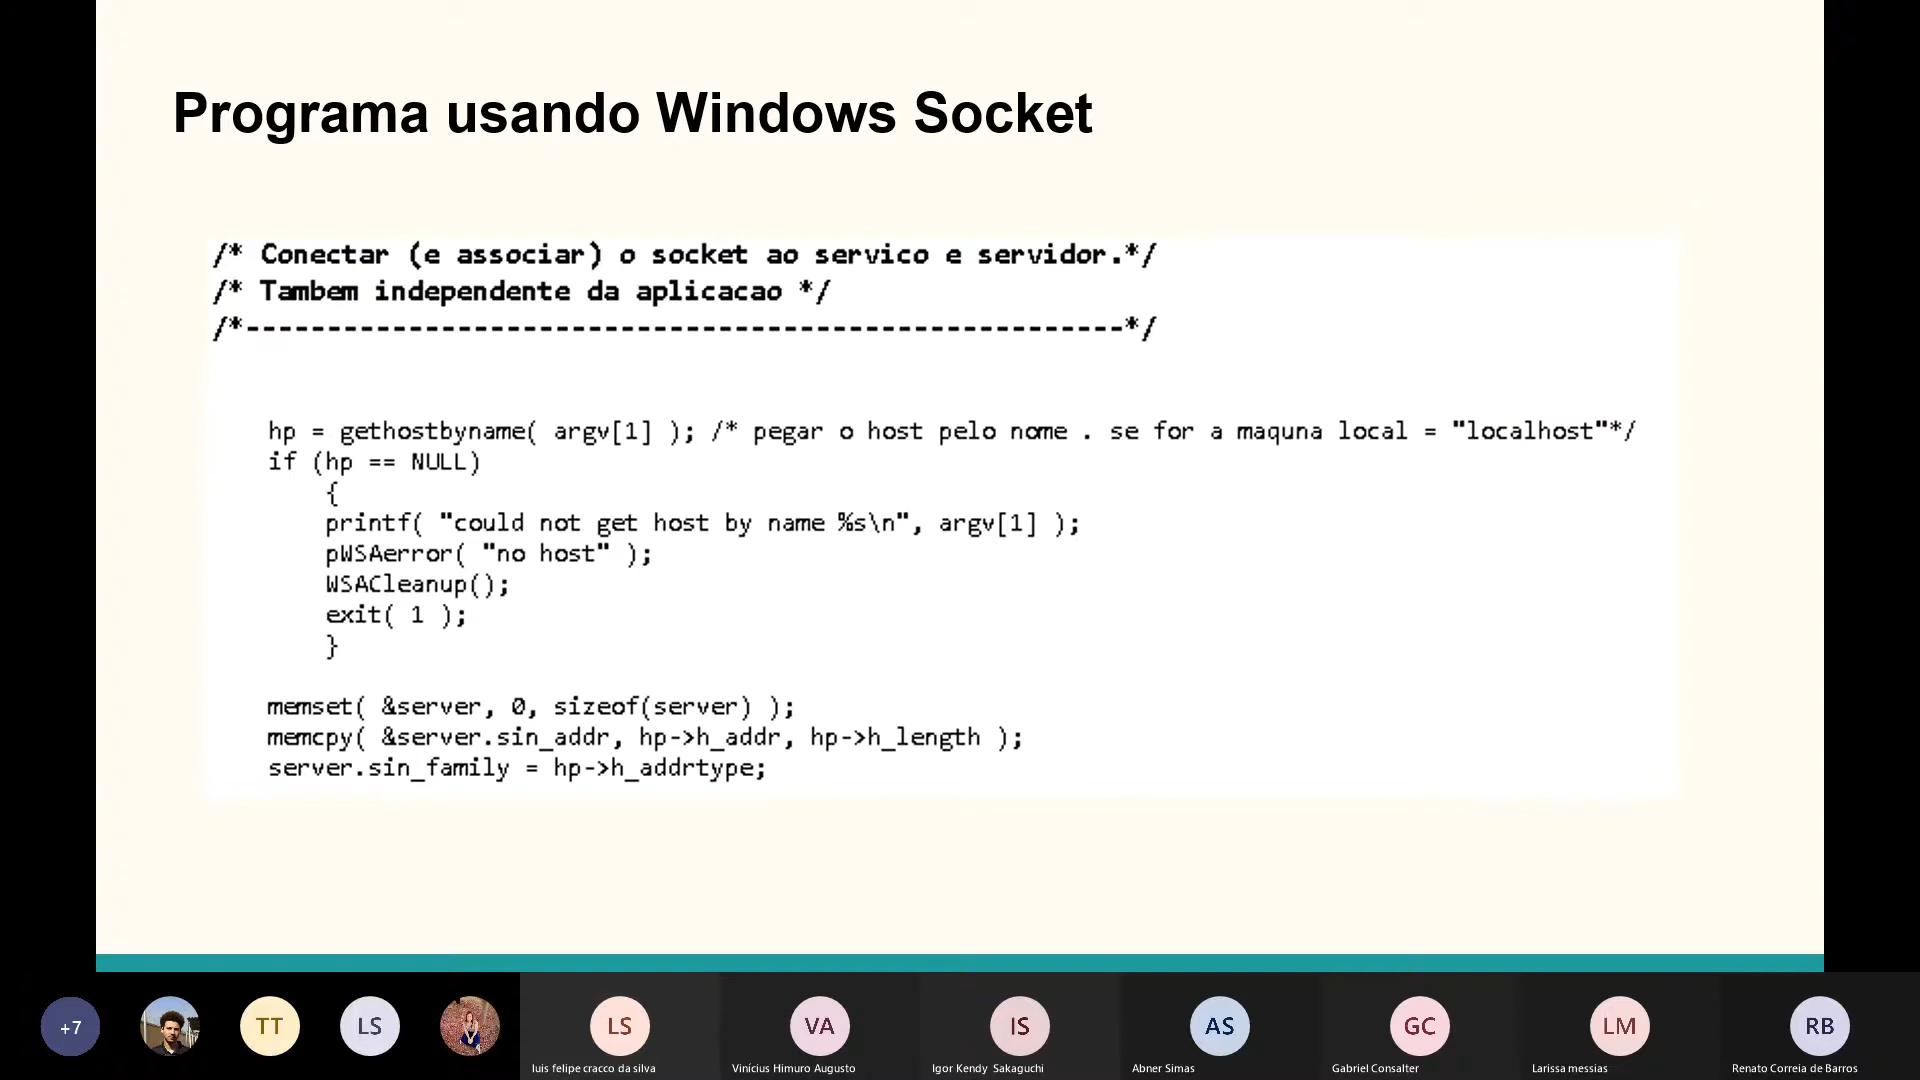 Programa usando Windows Socket
/* Conectar (e associar) o socket ao servico e servidor.*/
/* Tambem independente da aplicacao */
/*------------------------------------------------------*/
hp = gethostbyname( argv[1] ); /* pegar o host pelo nome . se for a maquna local = "localhost"*/
if (hp == NULL)
{
printf( "could not get host by name %s\n", argv[1] );
pWSAerror( "no host" );
WSACleanup();
exit( 1 );
}
memset( &server, 0, sizeof(server) );
memcpy( &server.sin_addr, hp->h_addr, hp->h_length );
server.sin_family = hp->h_addrtype;
+7
TT
LS
LS
VA
IS
AS
GC
LM
RB
luis felipe cracco da silva
Vinícius Himuro Augusto
Igor Kendy Sakaguchi
Abner Simas
Gabriel Consalter
Larissa messias
Renato Correia de Barros